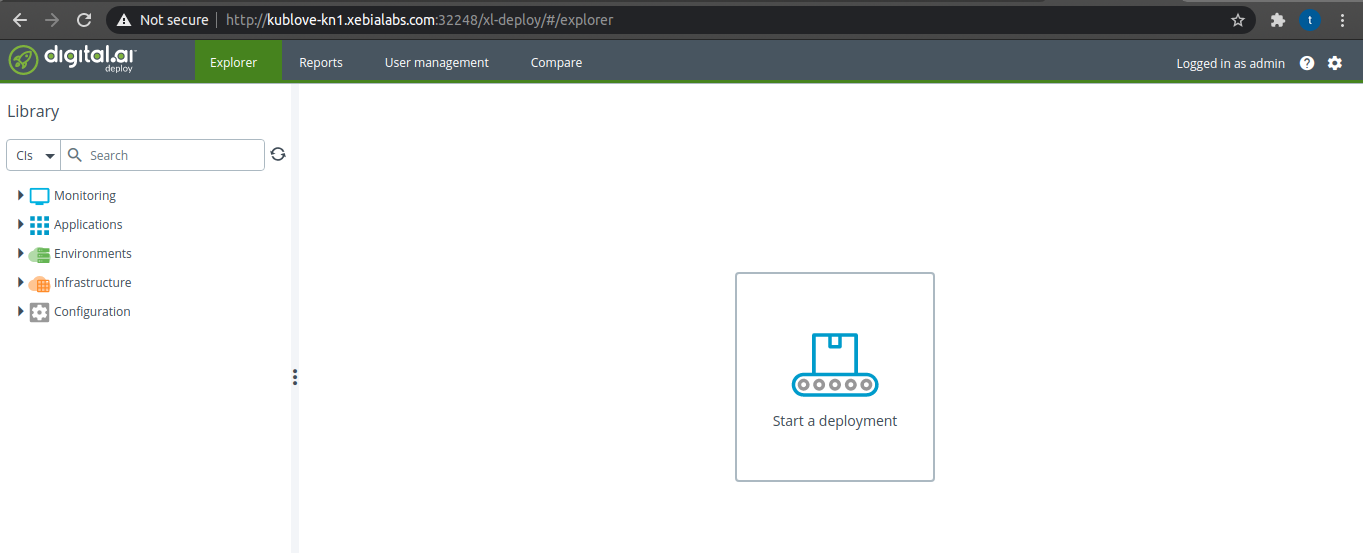 Not secure http://kublove-kn1.xebialabs.com:32248/xl-deploy/#/explorer t
digital.ai deploy Explorer Reports User management Compare Logged in as admin ?
Library
CIs Search
Monitoring
Applications
Environments
Infrastructure
Configuration
Start a deployment